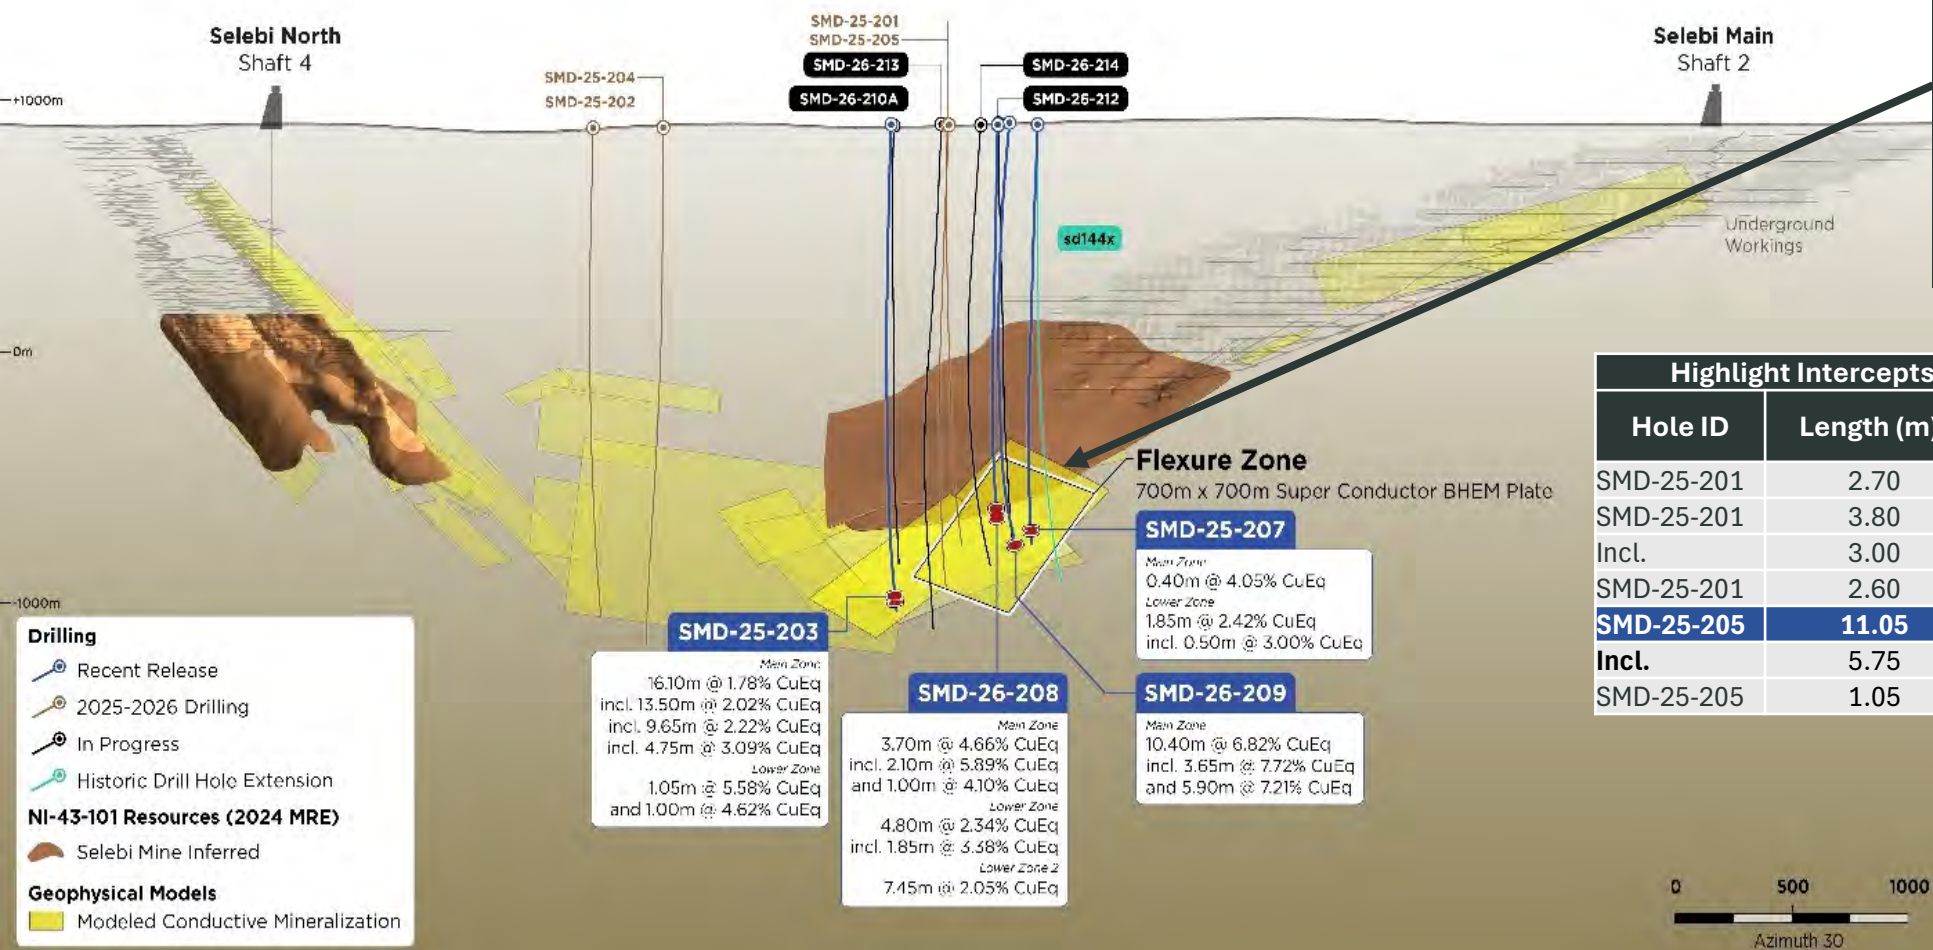 Selebi North
Shaft 4
SMD-25-201
SMD-25-205
SMD-26-213
SMD-26-210A
SMD-25-204
SMD-25-202
SMD-26-214
SMD-26-212
Selebi Main
Shaft 2
+1000m
sd144x
Underground
Workings
0m
Flexure Zone
700m x 700m Super Conductor BHEM Plate
SMD-25-207
Main Zone
0.40m @ 4.05% CuEq
Lower Zone
1.85m @ 2.42% CuEq
incl. 0.50m @ 3.00% CuEq
-1000m
SMD-25-203
Main Zone
16.10m @ 1.78% CuEq
incl. 13.50m @ 2.02% CuEq
incl. 9.65m @ 2.22% CuEq
incl. 4.75m @ 3.09% CuEq
Lower Zone
1.05m @ 5.58% CuEq
and 1.00m @ 4.62% CuEq
SMD-26-208
Main Zone
3.70m @ 4.66% CuEq
incl. 2.10m @ 5.89% CuEq
and 1.00m @ 4.10% CuEq
Lower Zone
4.80m @ 2.34% CuEq
incl. 1.85m @ 3.38% CuEq
Lower Zone 2
7.45m @ 2.05% CuEq
SMD-26-209
Main Zone
10.40m @ 6.82% CuEq
incl. 3.65m @ 7.72% CuEq
and 5.90m @ 7.21% CuEq
Highlight Intercepts
Hole ID Length (m)
SMD-25-201 2.70
SMD-25-201 3.80
Incl. 3.00
SMD-25-201 2.60
SMD-25-205 11.05
Incl. 5.75
SMD-25-205 1.05
Drilling
Recent Release
2025-2026 Drilling
In Progress
Historic Drill Hole Extension
NI-43-101 Resources (2024 MRE)
Selebi Mine Inferred
Geophysical Models
Modeled Conductive Mineralization
0 500 1000
Azimuth 30